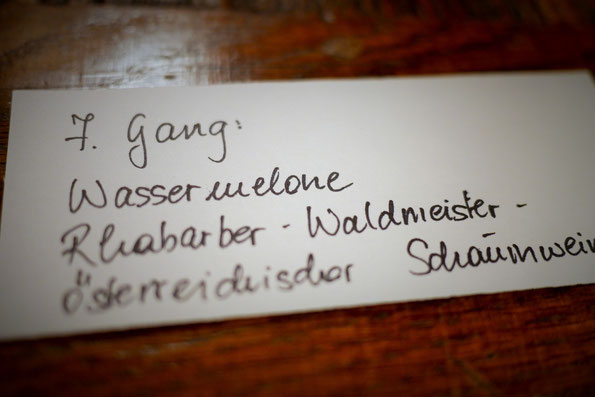 7. Gang:
Wassermelone
Rhabarber - Waldmeister -
Österreichischer Schaumwein